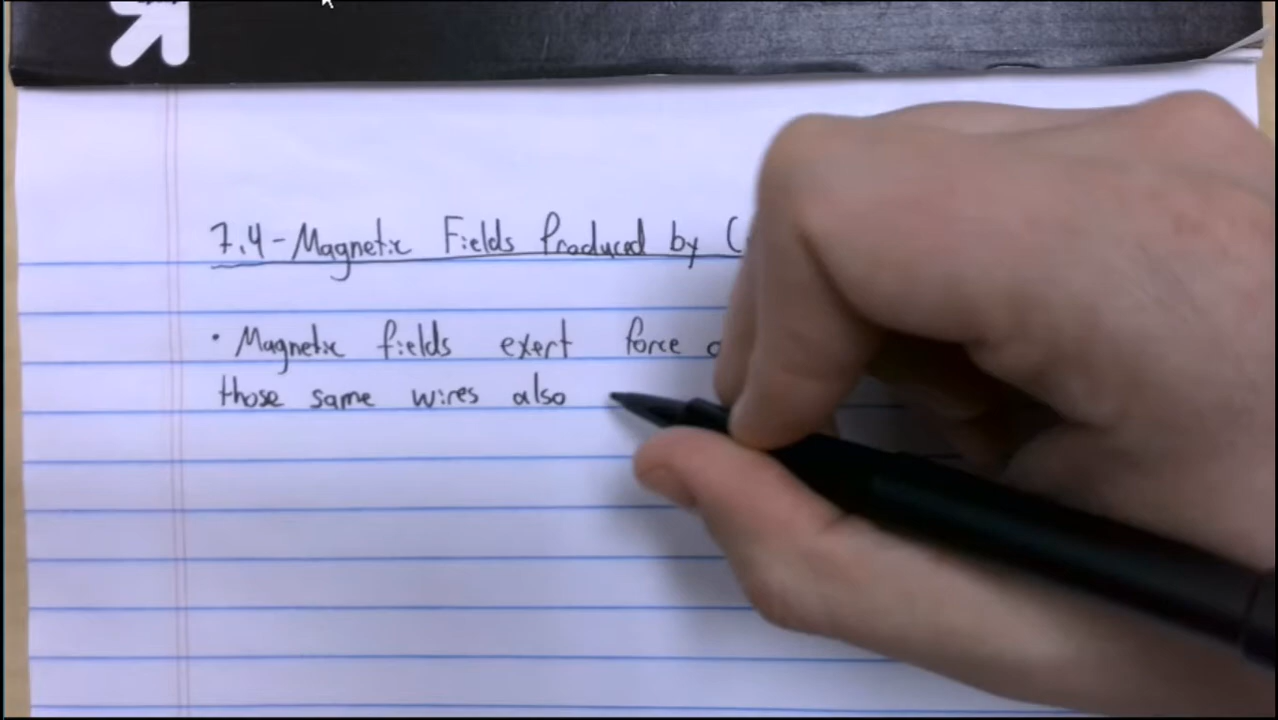 7.4 - Magnetic Fields Produced by
• Magnetic fields exert force
those same wires also